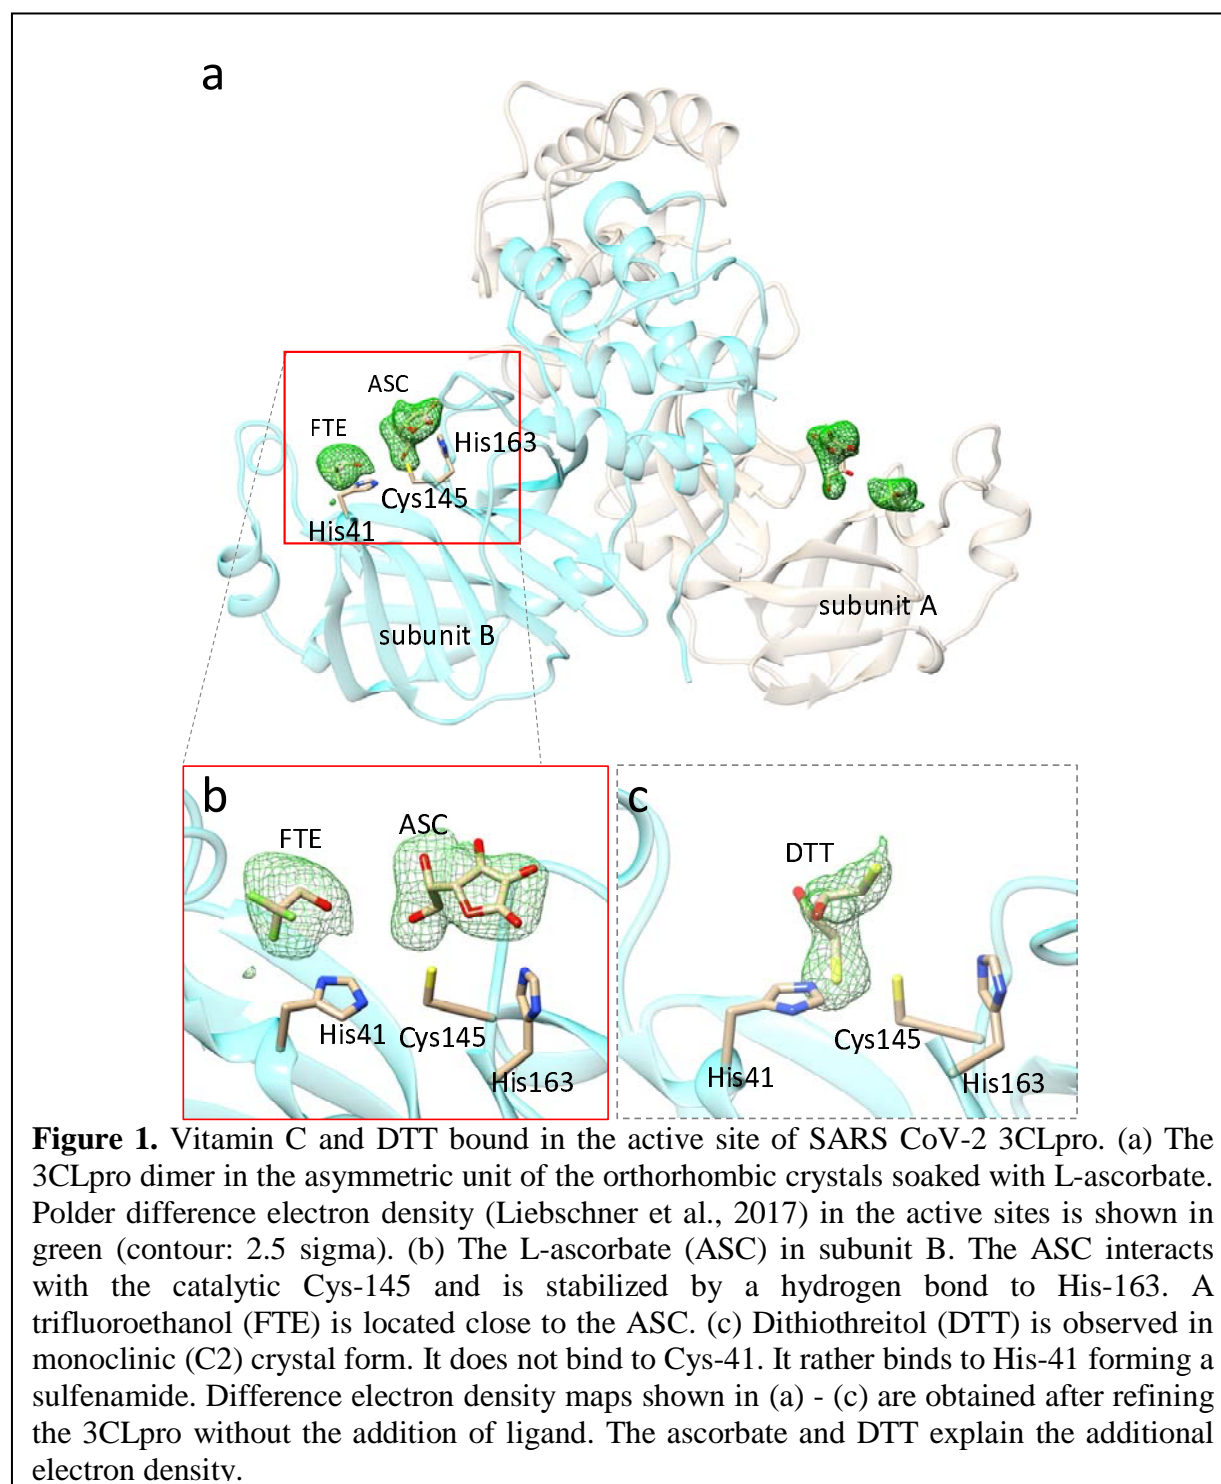 a
ASC
FTE
His163
Cys145
His41
subunit A
subunit B
b
ASC
FTE
His41 Cys145
His163
c
DTT
Cys145
His41
His163
Figure 1. Vitamin C and DTT bound in the active site of SARS CoV-2 3CLpro. (a) The
3CLpro dimer in the asymmetric unit of the orthorhombic crystals soaked with L-ascorbate.
Polder difference electron density (Liebschner et al., 2017) in the active sites is shown in
green (contour: 2.5 sigma). (b) The L-ascorbate (ASC) in subunit B. The ASC interacts
with the catalytic Cys-145 and is stabilized by a hydrogen bond to His-163. A
trifluoroethanol (FTE) is located close to the ASC. (c) Dithiothreitol (DTT) is observed in
monoclinic (C2) crystal form. It does not bind to Cys-41. It rather binds to His-41 forming a
sulfenamide. Difference electron density maps shown in (a) - (c) are obtained after refining
the 3CLpro without the addition of ligand. The ascorbate and DTT explain the additional
electron density.